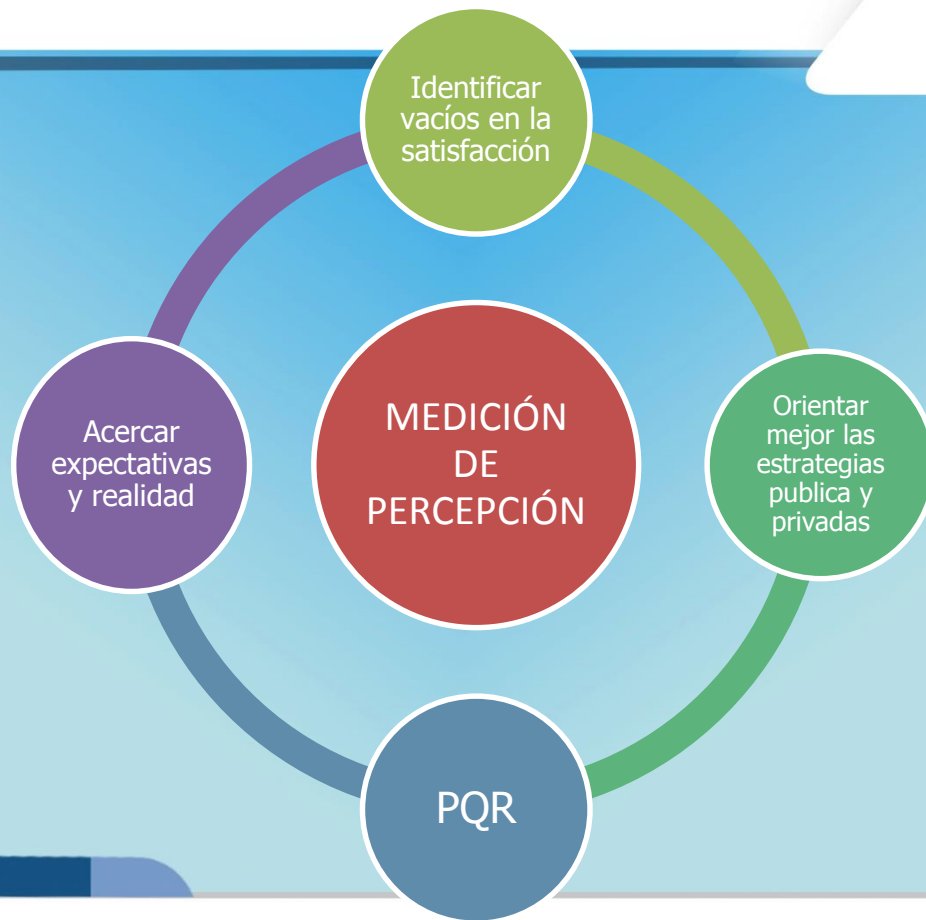 Identificar
vacíos en la
satisfacción
MEDICIÓN
DE
PERCEPCIÓN
Orientar
mejor las
estrategias
publica y
privadas
Acercar
expectativas
y realidad
PQR